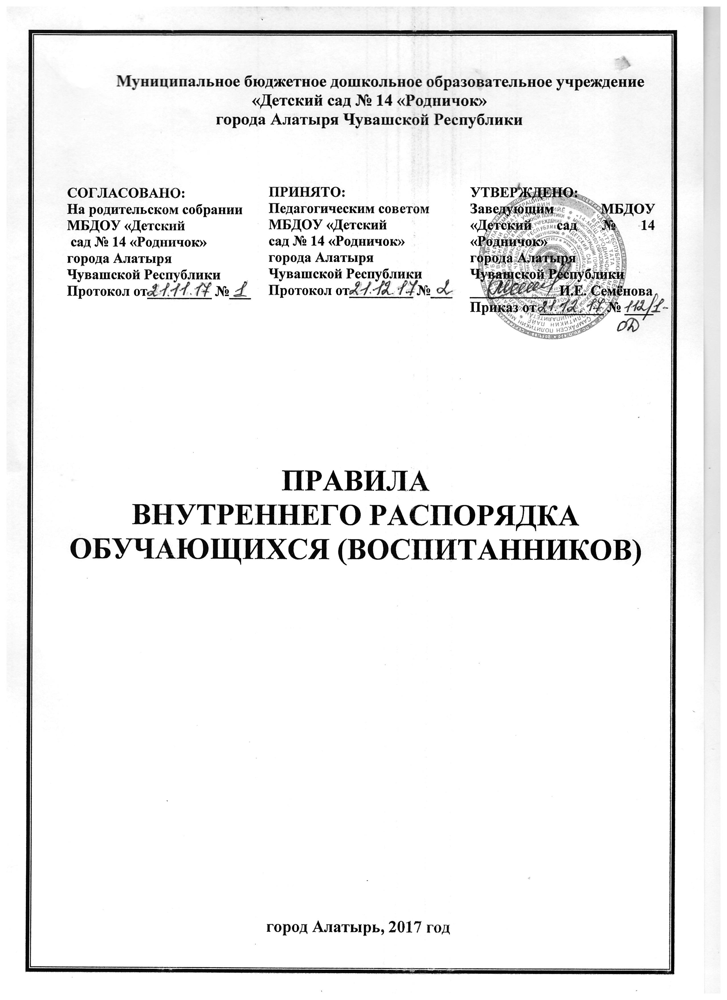 Муниципальное бюджетное дошкольное образовательное учреждение
«Детский сад № 14 «Родничок»
города Алатыря Чувашской Республики
СОГЛАСОВАНО:
На родительском собрании
МБДОУ «Детский
сад № 14 «Родничок»
города Алатыря
Чувашской Республики
Протокол от 21.11.17 № 1
ПРИНЯТО:
Педагогическим советом
МБДОУ «Детский
сад № 14 «Родничок»
города Алатыря
Чувашской Республики
Протокол от 21.12.17 № 2
УТВЕРЖДЕНО:
Заведующим МБДОУ
«Детский сад № 14
«Родничок»
города Алатыря
Чувашской Республики
И.Е. Семёнова
Приказ от 21.12.17 № 112/1-
ОД
ПРАВИЛА
ВНУТРЕННЕГО РАСПОРЯДКА
ОБУЧАЮЩИХСЯ (ВОСПИТАННИКОВ)
город Алатырь, 2017 год